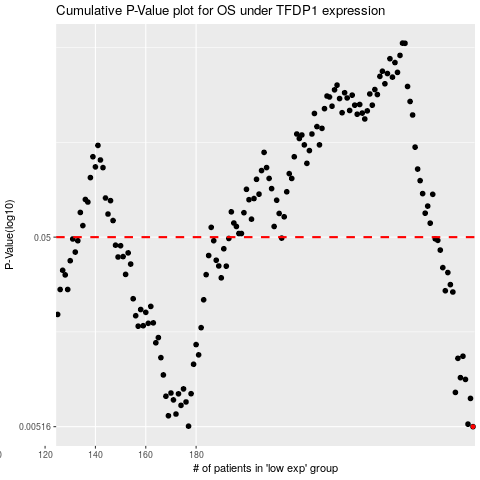 Cumulative P-Value plot for OS under TFDP1 expression
P-Value(log10)
0.05
0.00516
0 120 140 160 180
# of patients in 'low exp' group